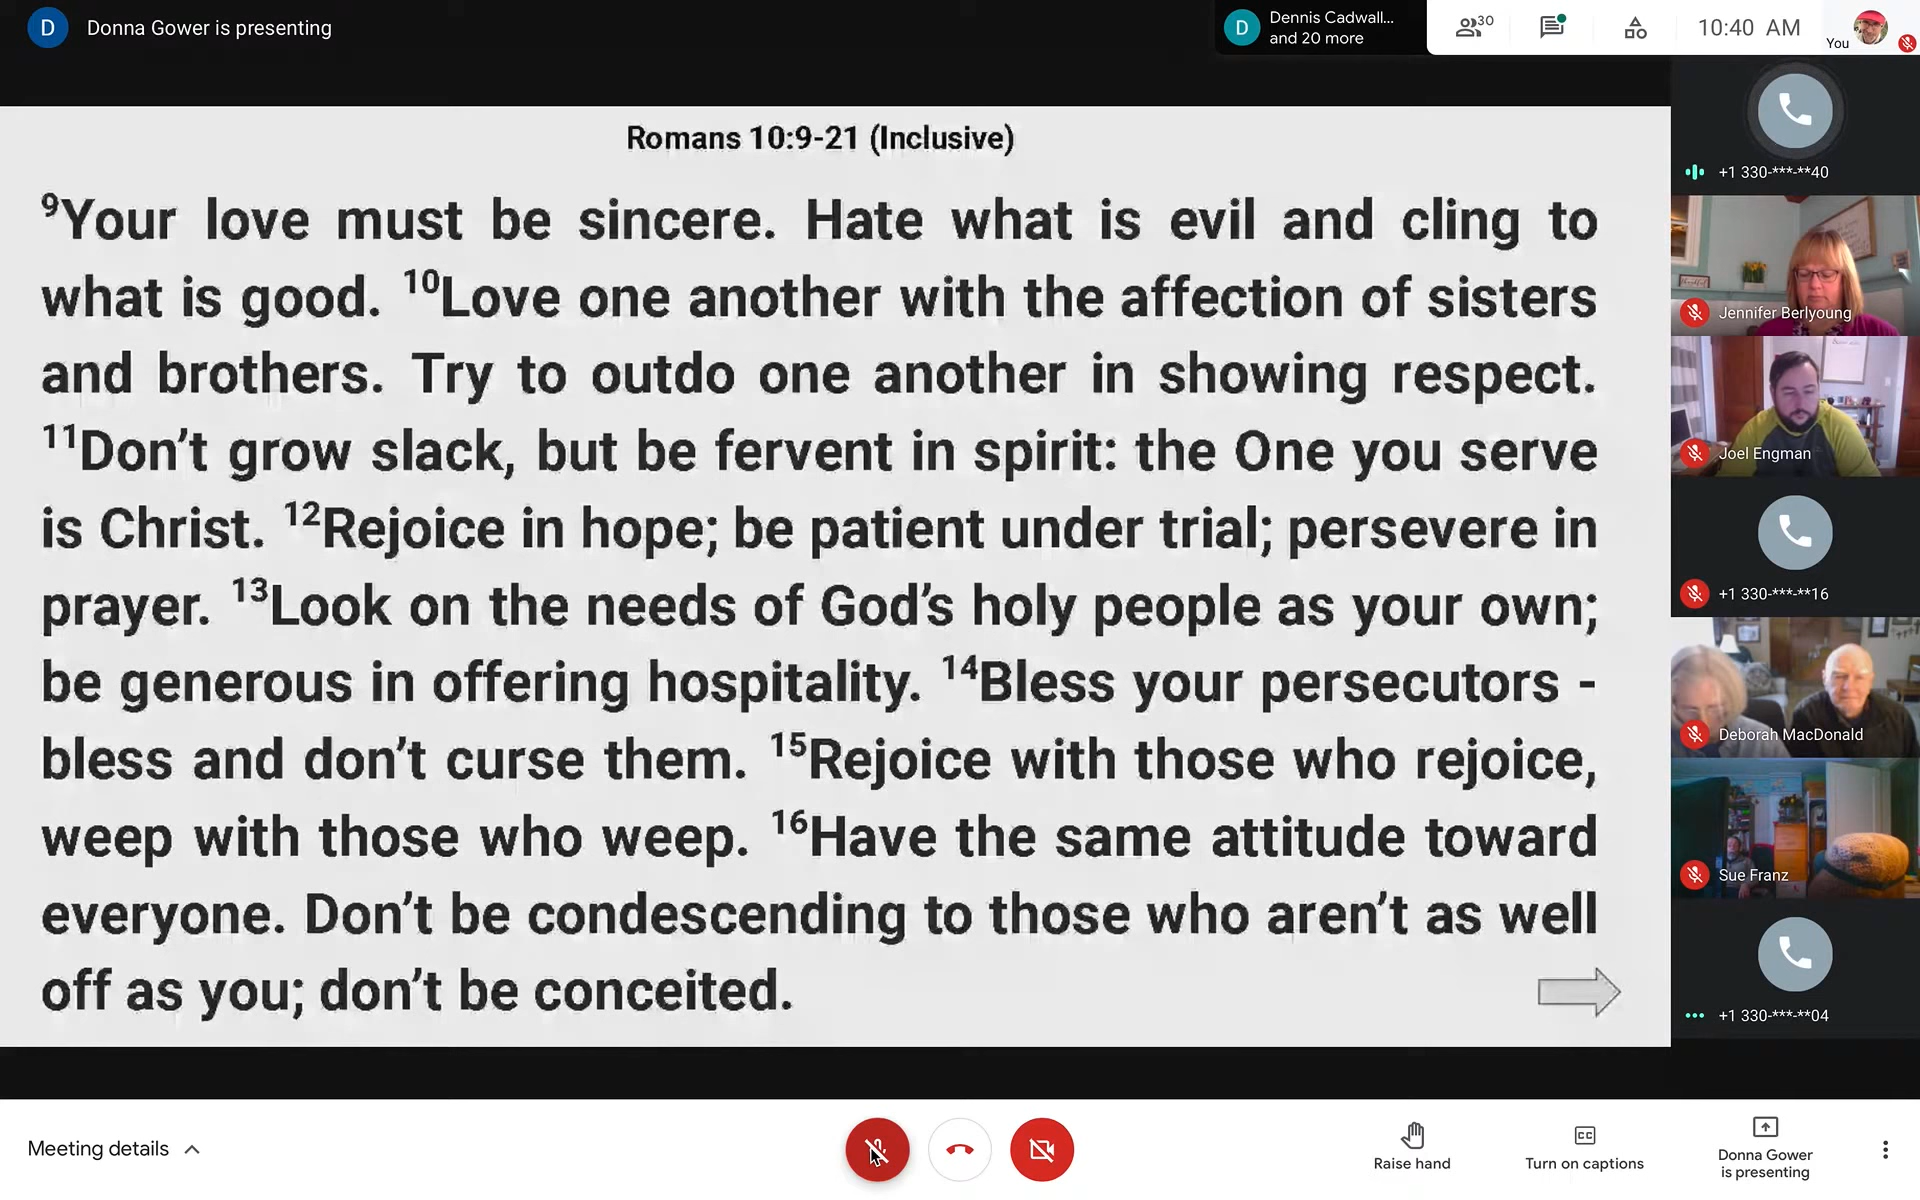 D
Donna Gower is presenting
D
Dennis Cadwall...
and 20 more
30
10:40 AM
You
Romans 10:9-21 (Inclusive)
⁹Your love must be sincere. Hate what is evil and cling to
what is good. ¹⁰Love one another with the affection of sisters
and brothers. Try to outdo one another in showing respect.
¹¹Don’t grow slack, but be fervent in spirit: the One you serve
is Christ. ¹²Rejoice in hope; be patient under trial; persevere in
prayer. ¹³Look on the needs of God’s holy people as your own;
be generous in offering hospitality. ¹⁴Bless your persecutors -
bless and don’t curse them. ¹⁵Rejoice with those who rejoice,
weep with those who weep. ¹⁶Have the same attitude toward
everyone. Don’t be condescending to those who aren’t as well
off as you; don’t be conceited.
+1 330-***-**40
Jennifer Berlyoung
Joel Engman
+1 330-***-**16
Deborah MacDonald
Sue Franz
+1 330-***-**04
Meeting details
Raise hand
CC
Turn on captions
Donna Gower
is presenting